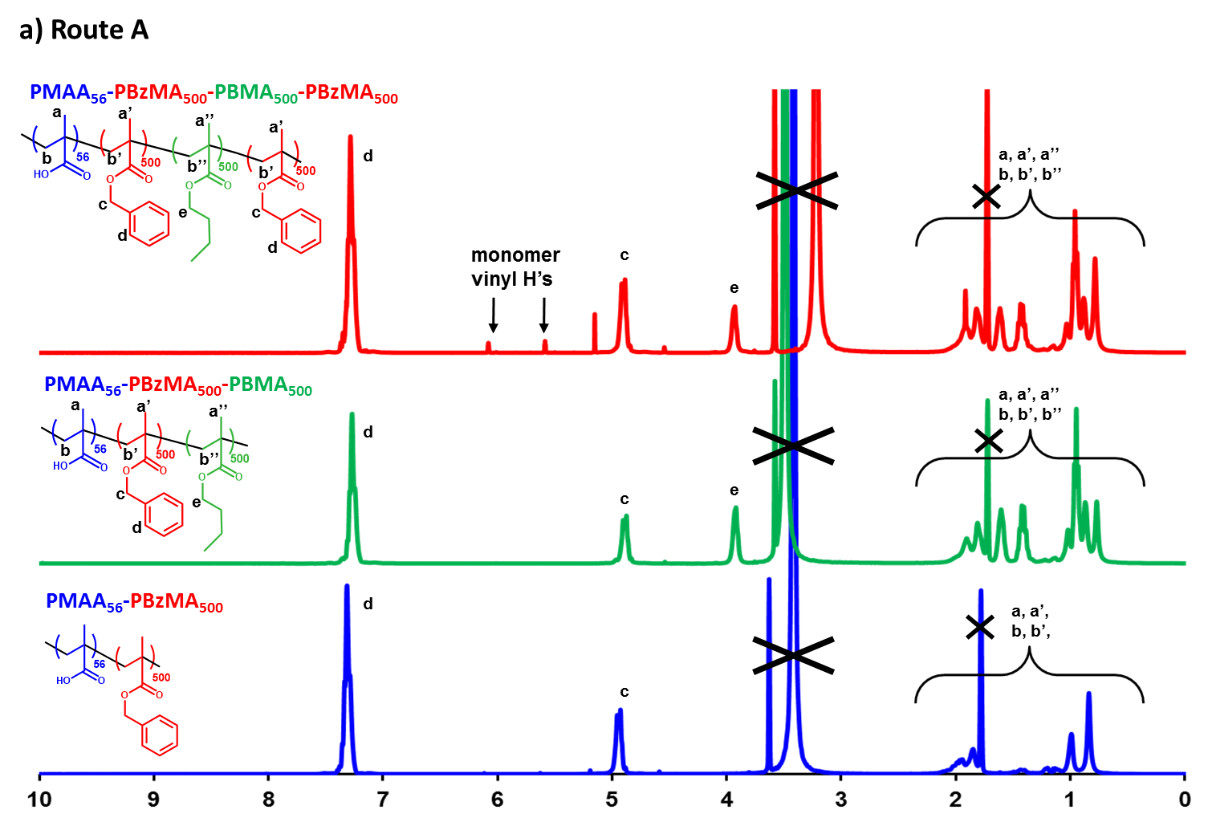 a) Route A
PMAA56-PBzMA500-PBMA500-PBzMA500
a a' a'' a'
b 56 b' 500 b'' 500 b' 500
HO O O O O O O O
c e c
d d
d
monomer
vinyl H's
c
e
a, a', a''
b, b', b''
PMAA56-PBzMA500-PBMA500
a a' a''
b 56 b' 500 b'' 500
HO O O O O O
c e
d
d
c
e
a, a', a''
b, b', b''
PMAA56-PBzMA500
56 500
HO O O O
d
c
a, a',
b, b',
10 9 8 7 6 5 4 3 2 1 0